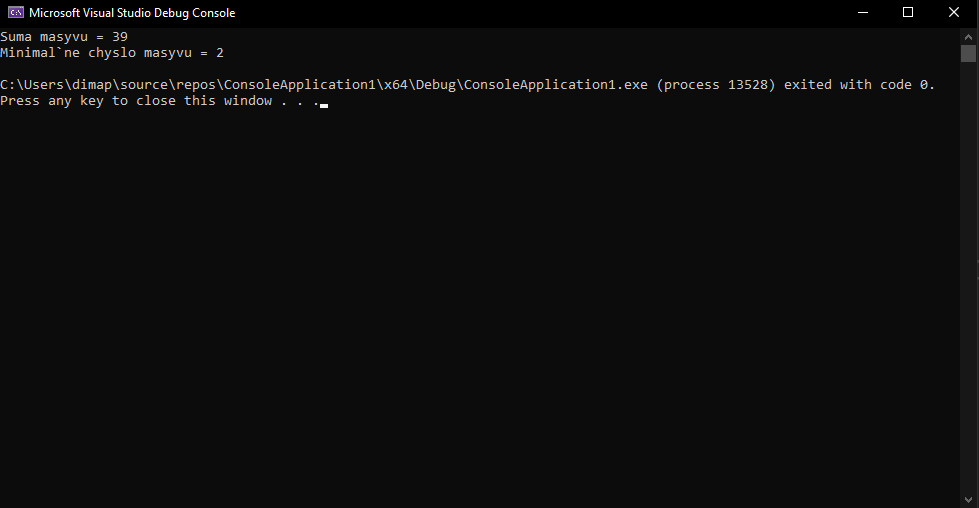 Microsoft Visual Studio Debug Console
Suma masyvu = 39
Minimal`ne chyslo masyvu = 2
C:\Users\dimap\source\repos\ConsoleApplication1\x64\Debug\ConsoleApplication1.exe (process 13528) exited with code 0.
Press any key to close this window . . .